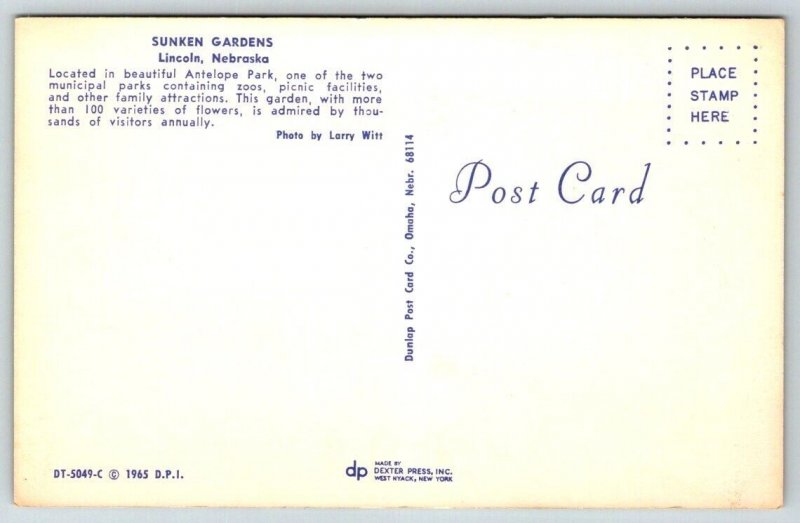 SUNKEN GARDENS
Lincoln, Nebraska
Located in beautiful Antelope Park, one of the two
municipal parks containing zoos, picnic facilities,
and other family attractions. This garden, with more
than 100 varieties of flowers, is admired by thou-
sands of visitors annually.
Photo by Larry Witt
Dunlap Post Card Co., Omaha, Nebr. 68114
PLACE
STAMP
HERE
Post Card
DT-5049-C © 1965 D.P.I.
dp
MADE BY
DEXTER PRESS, INC.
WEST NYACK, NEW YORK